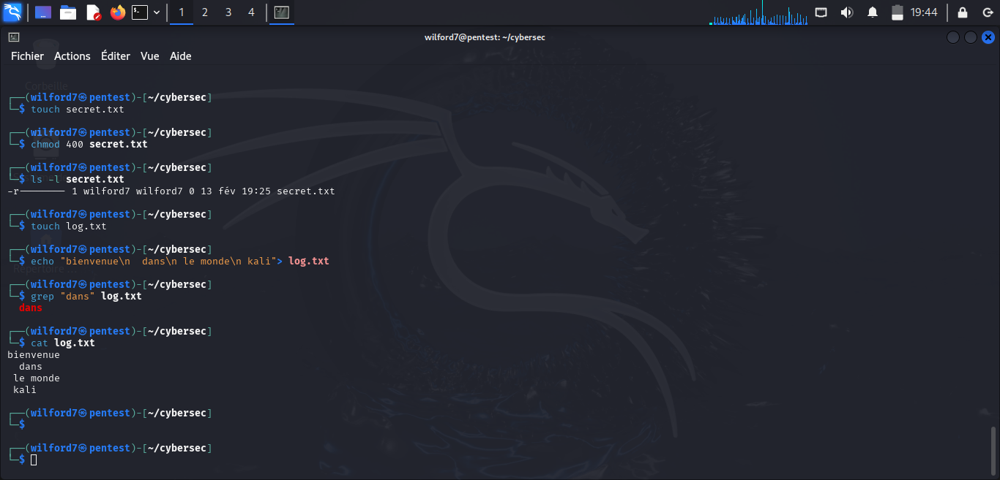 1 2 3 4 19:44
wilford7@pentest: ~/cybersec
Fichier Actions Éditer Vue Aide
Corbeille
┌──(wilford7㉿pentest)-[~/cybersec]
└─$ touch secret.txt
┌──(wilford7㉿pentest)-[~/cybersec]
└─$ chmod 400 secret.txt
┌──(wilford7㉿pentest)-[~/cybersec]
└─$ ls -l secret.txt
-r-------- 1 wilford7 wilford7 0 13 fév 19:25 secret.txt
┌──(wilford7㉿pentest)-[~/cybersec]
└─$ touch log.txt
┌──(wilford7㉿pentest)-[~/cybersec]
└─$ echo "bienvenue\n  dans\n le monde\n kali"> log.txt
Répertoire ...
┌──(wilford7㉿pentest)-[~/cybersec]
└─$ grep "dans" log.txt
  dans
┌──(wilford7㉿pentest)-[~/cybersec]
└─$ cat log.txt
bienvenue
  dans
 le monde
 kali
┌──(wilford7㉿pentest)-[~/cybersec]
└─$
┌──(wilford7㉿pentest)-[~/cybersec]
└─$